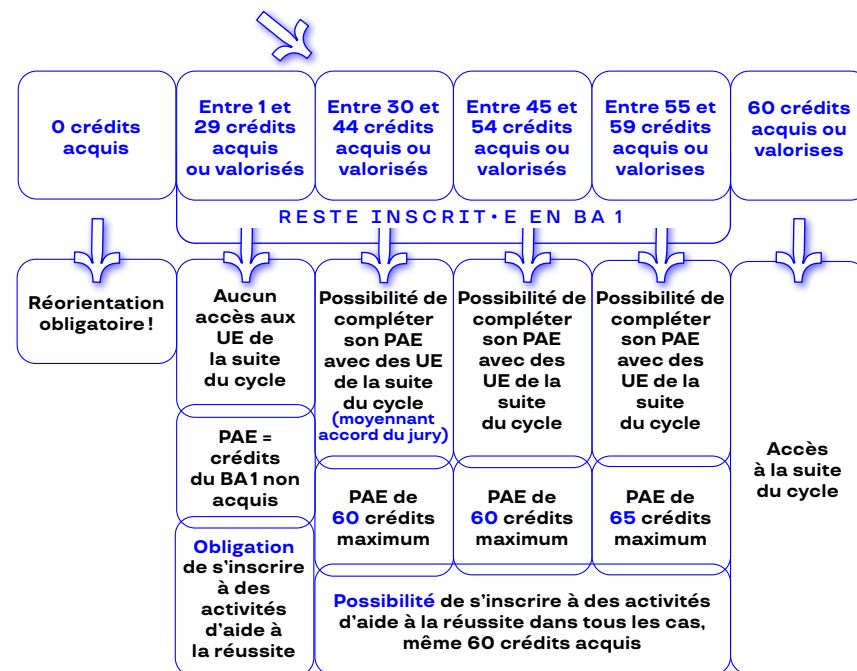 0 crédits
acquis
Entre 1 et
29 crédits
acquis
ou valorisés
Entre 30 et
44 crédits
acquis ou
valorisés
Entre 45 et
54 crédits
acquis ou
valorisés
Entre 55 et
59 crédits
acquis ou
valorises
60 crédits
acquis ou
valorises
RESTE INSCRIT·E EN BA 1
Réorientation
obligatoire !
Aucun
accès aux
UE de
la suite
du cycle
PAE =
crédits
du BA1 non
acquis
Obligation
de s’inscrire
à des
activités
d’aide à
la réussite
Possibilité de
compléter
son PAE
avec des UE
de la suite
du cycle
(moyennant
accord du jury)
PAE de
60 crédits
maximum
Possibilité de
compléter
son PAE
avec des
UE de la
suite
du cycle
PAE de
60 crédits
maximum
Possibilité de
compléter
son PAE
avec des
UE de la
suite
du cycle
PAE de
65 crédits
maximum
Possibilité de s’inscrire à des activités
d’aide à la réussite dans tous les cas,
même 60 crédits acquis
Accès
à la suite
du cycle